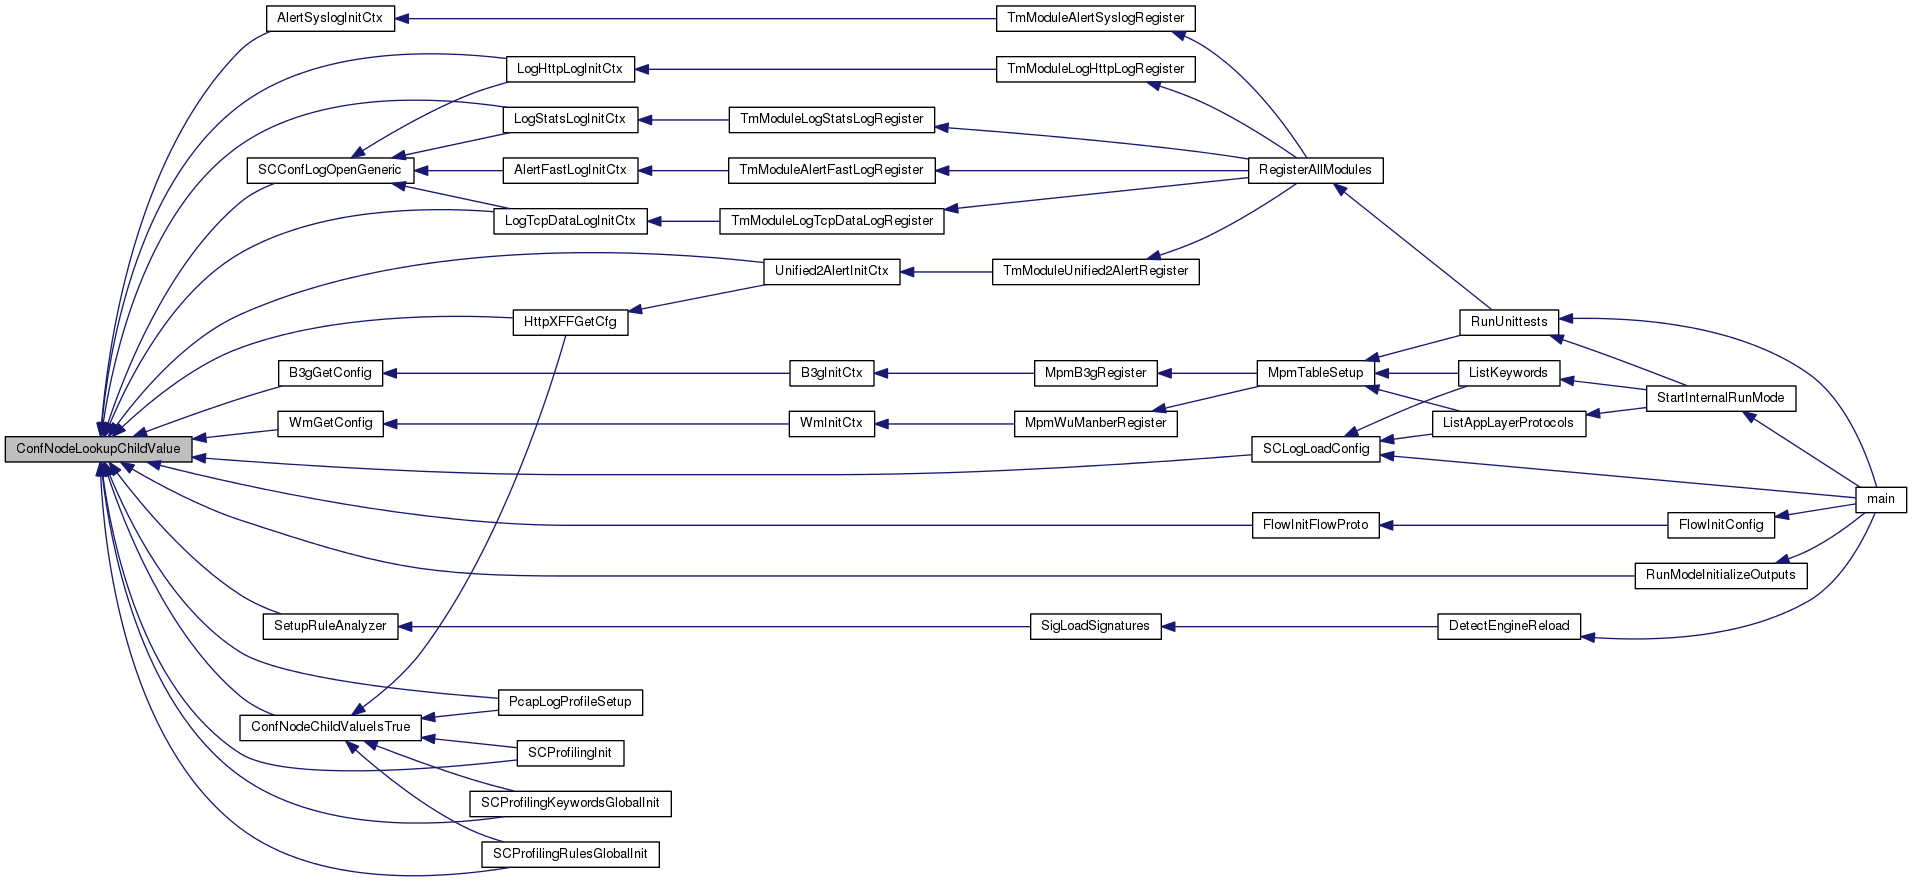 AlertSyslogInitCtx
TmModuleAlertSyslogRegister
LogHttpLogInitCtx
TmModuleLogHttpLogRegister
LogStatsLogInitCtx
TmModuleLogStatsLogRegister
SCConfLogOpenGeneric
AlertFastLogInitCtx
TmModuleAlertFastLogRegister
RegisterAllModules
LogTcpDataLogInitCtx
TmModuleLogTcpDataLogRegister
Unified2AlertInitCtx
TmModuleUnified2AlertRegister
HttpXFFGetCfg
RunUnittests
B3gGetConfig
B3gInitCtx
MpmB3gRegister
MpmTableSetup
ListKeywords
StartInternalRunMode
WmGetConfig
WmInitCtx
MpmWuManberRegister
ListAppLayerProtocols
ConfNodeLookupChildValue
SCLogLoadConfig
main
FlowInitFlowProto
FlowInitConfig
RunModeInitializeOutputs
SetupRuleAnalyzer
SigLoadSignatures
DetectEngineReload
PcapLogProfileSetup
ConfNodeChildValueIsTrue
SCProfilingInit
SCProfilingKeywordsGlobalInit
SCProfilingRulesGlobalInit